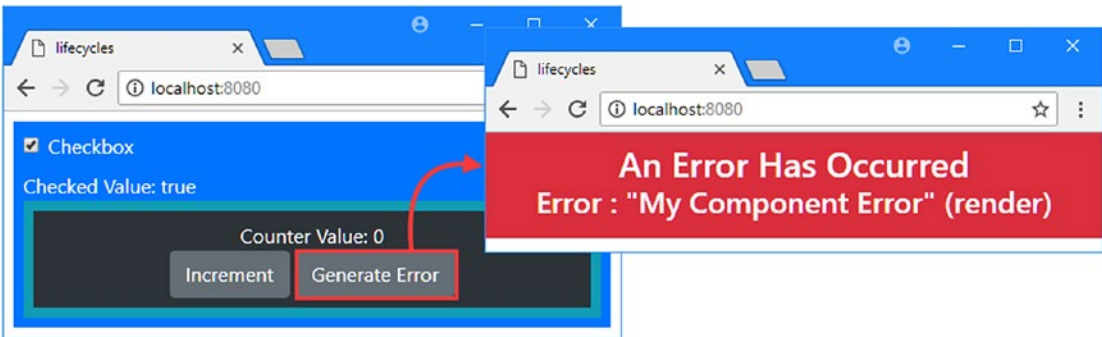 lifecycles
localhost:8080
Checkbox
Checked Value: true
Counter Value: 0
Increment
Generate Error
lifecycles
localhost:8080
An Error Has Occurred
Error : "My Component Error" (render)